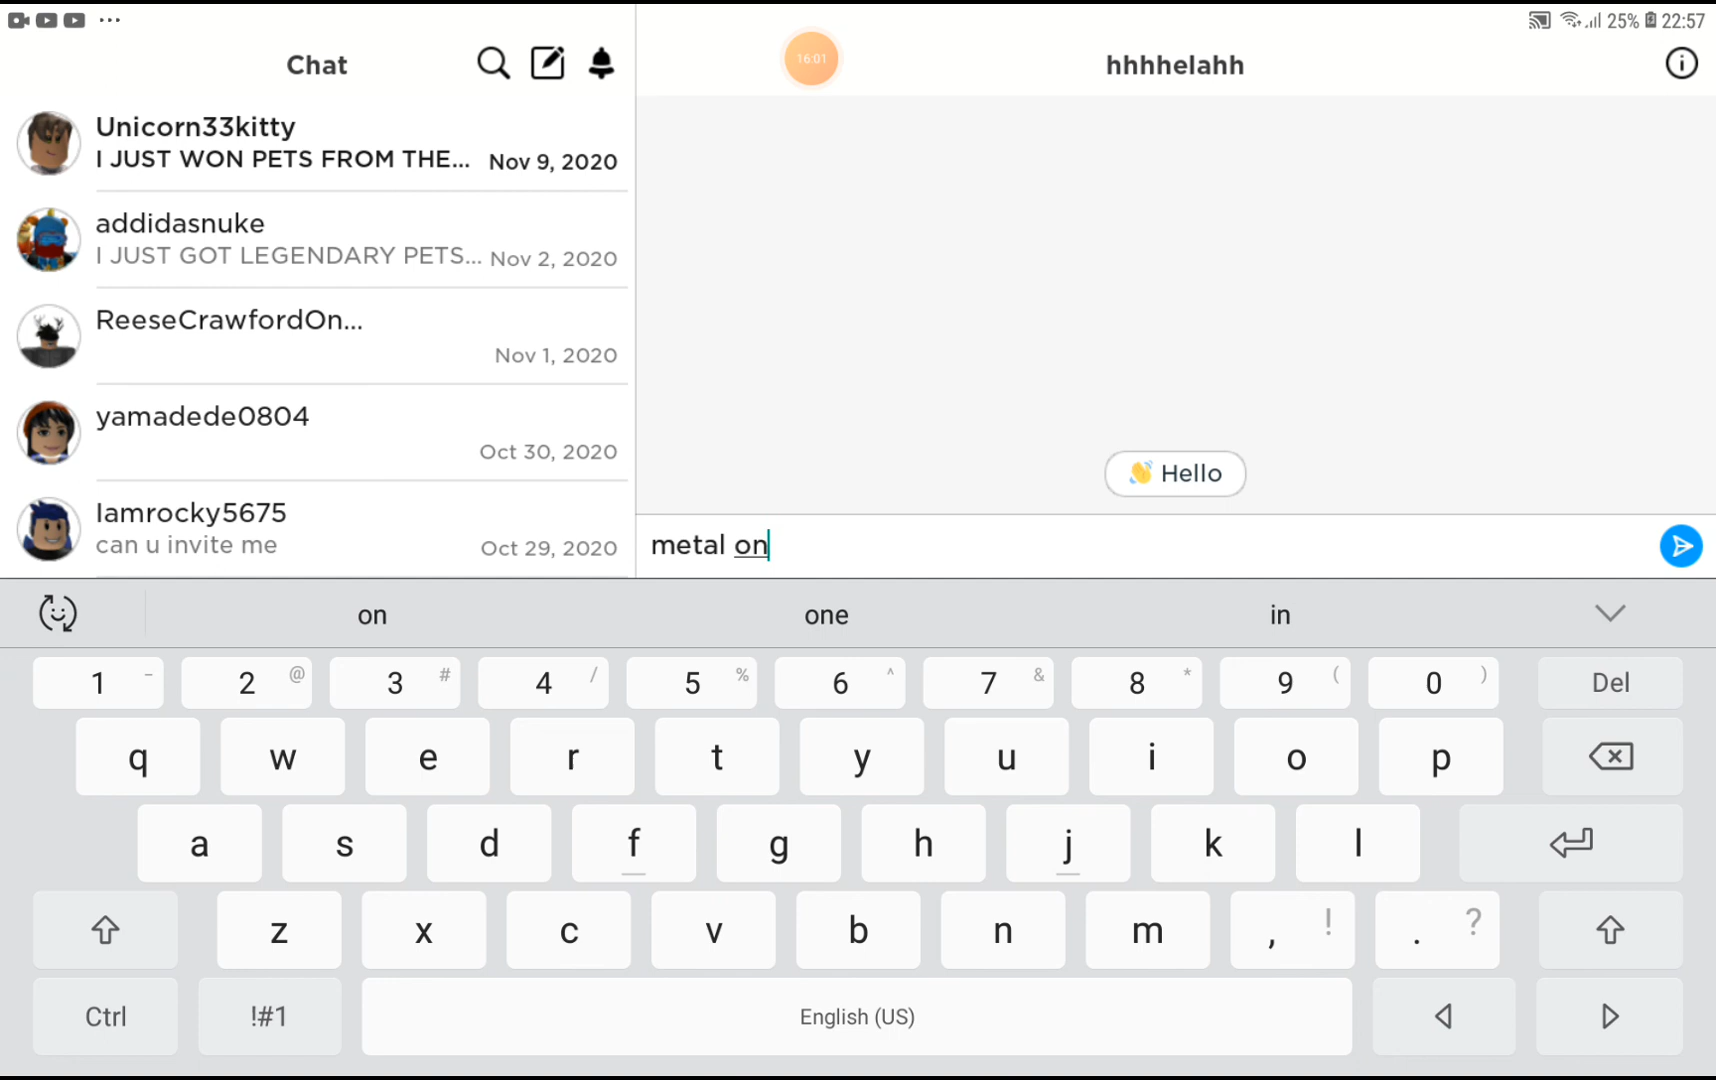 25% 22:57
Chat
16:01
hhhhelahh
Unicorn33kitty
I JUST WON PETS FROM THE... Nov 9, 2020
addidasnuke
I JUST GOT LEGENDARY PETS... Nov 2, 2020
ReeseCrawfordOn...
Nov 1, 2020
yamadede0804
Oct 30, 2020
Iamrocky5675
can u invite me Oct 29, 2020
👋 Hello
metal on
on one in
1 - 2 @ 3 # 4 / 5 % 6 ^ 7 & 8 * 9 ( 0 ) Del
q w e r t y u i o p
a s d f g h j k l
z x c v b n m , ! . ?
Ctrl !#1 English (US)